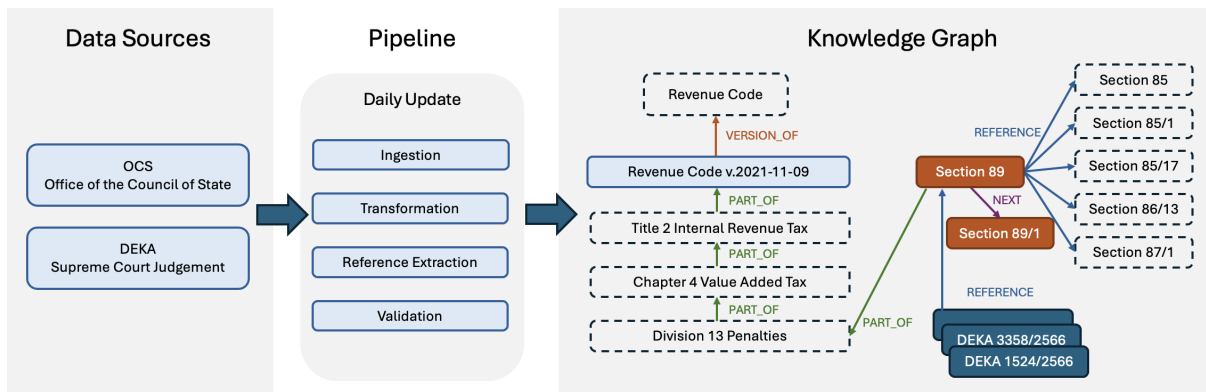 Data Sources
OCS
Office of the Council of State
DEKA
Supreme Court Judgement
Pipeline
Daily Update
Ingestion
Transformation
Reference Extraction
Validation
Knowledge Graph
Revenue Code
VERSION_OF
Revenue Code v.2021-11-09
PART_OF
Title 2 Internal Revenue Tax
PART_OF
Chapter 4 Value Added Tax
PART_OF
Division 13 Penalties
PART_OF
Section 89
NEXT
Section 89/1
REFERENCE
Section 85
Section 85/1
Section 85/17
Section 86/13
Section 87/1
REFERENCE
DEKA 3358/2566
DEKA 1524/2566